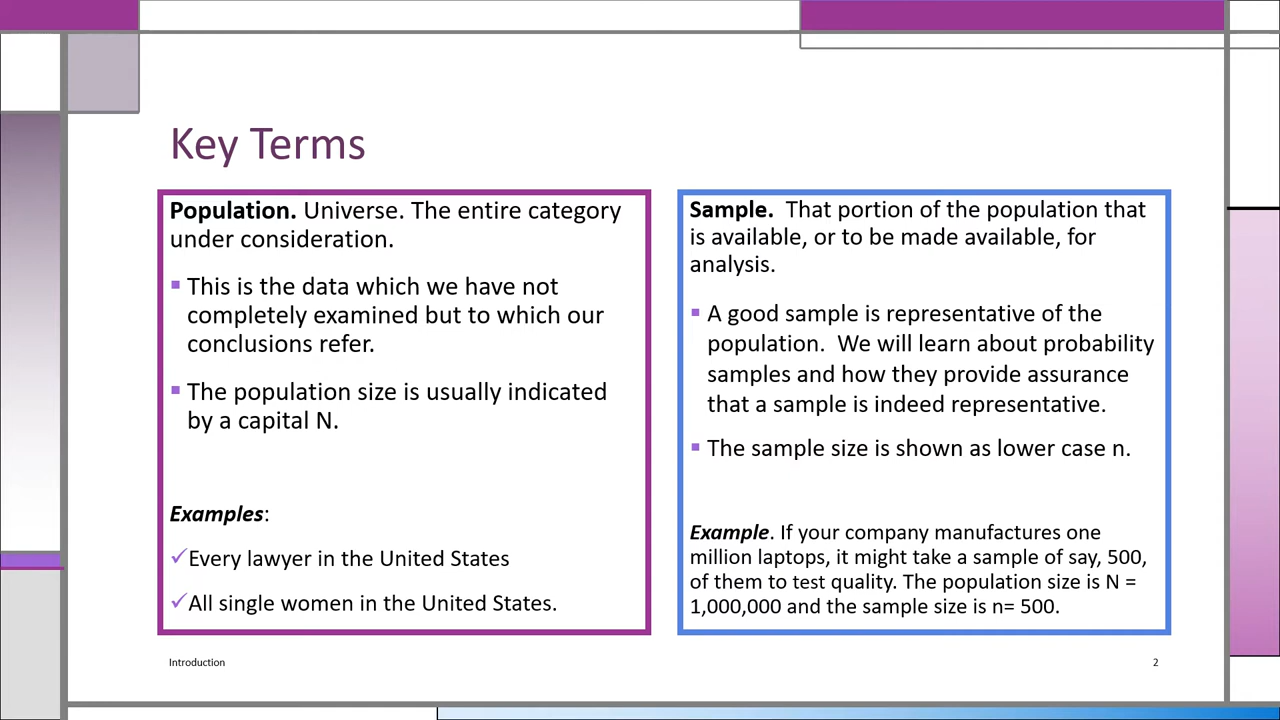 Key Terms
Population. Universe. The entire category
under consideration.
▪ This is the data which we have not
completely examined but to which our
conclusions refer.
▪ The population size is usually indicated
by a capital N.
Examples:
✓Every lawyer in the United States
✓All single women in the United States.
Sample.  That portion of the population that
is available, or to be made available, for
analysis.
▪ A good sample is representative of the
population.  We will learn about probability
samples and how they provide assurance
that a sample is indeed representative.
▪ The sample size is shown as lower case n.
Example. If your company manufactures one
million laptops, it might take a sample of say, 500,
of them to test quality. The population size is N =
1,000,000 and the sample size is n= 500.
Introduction
2